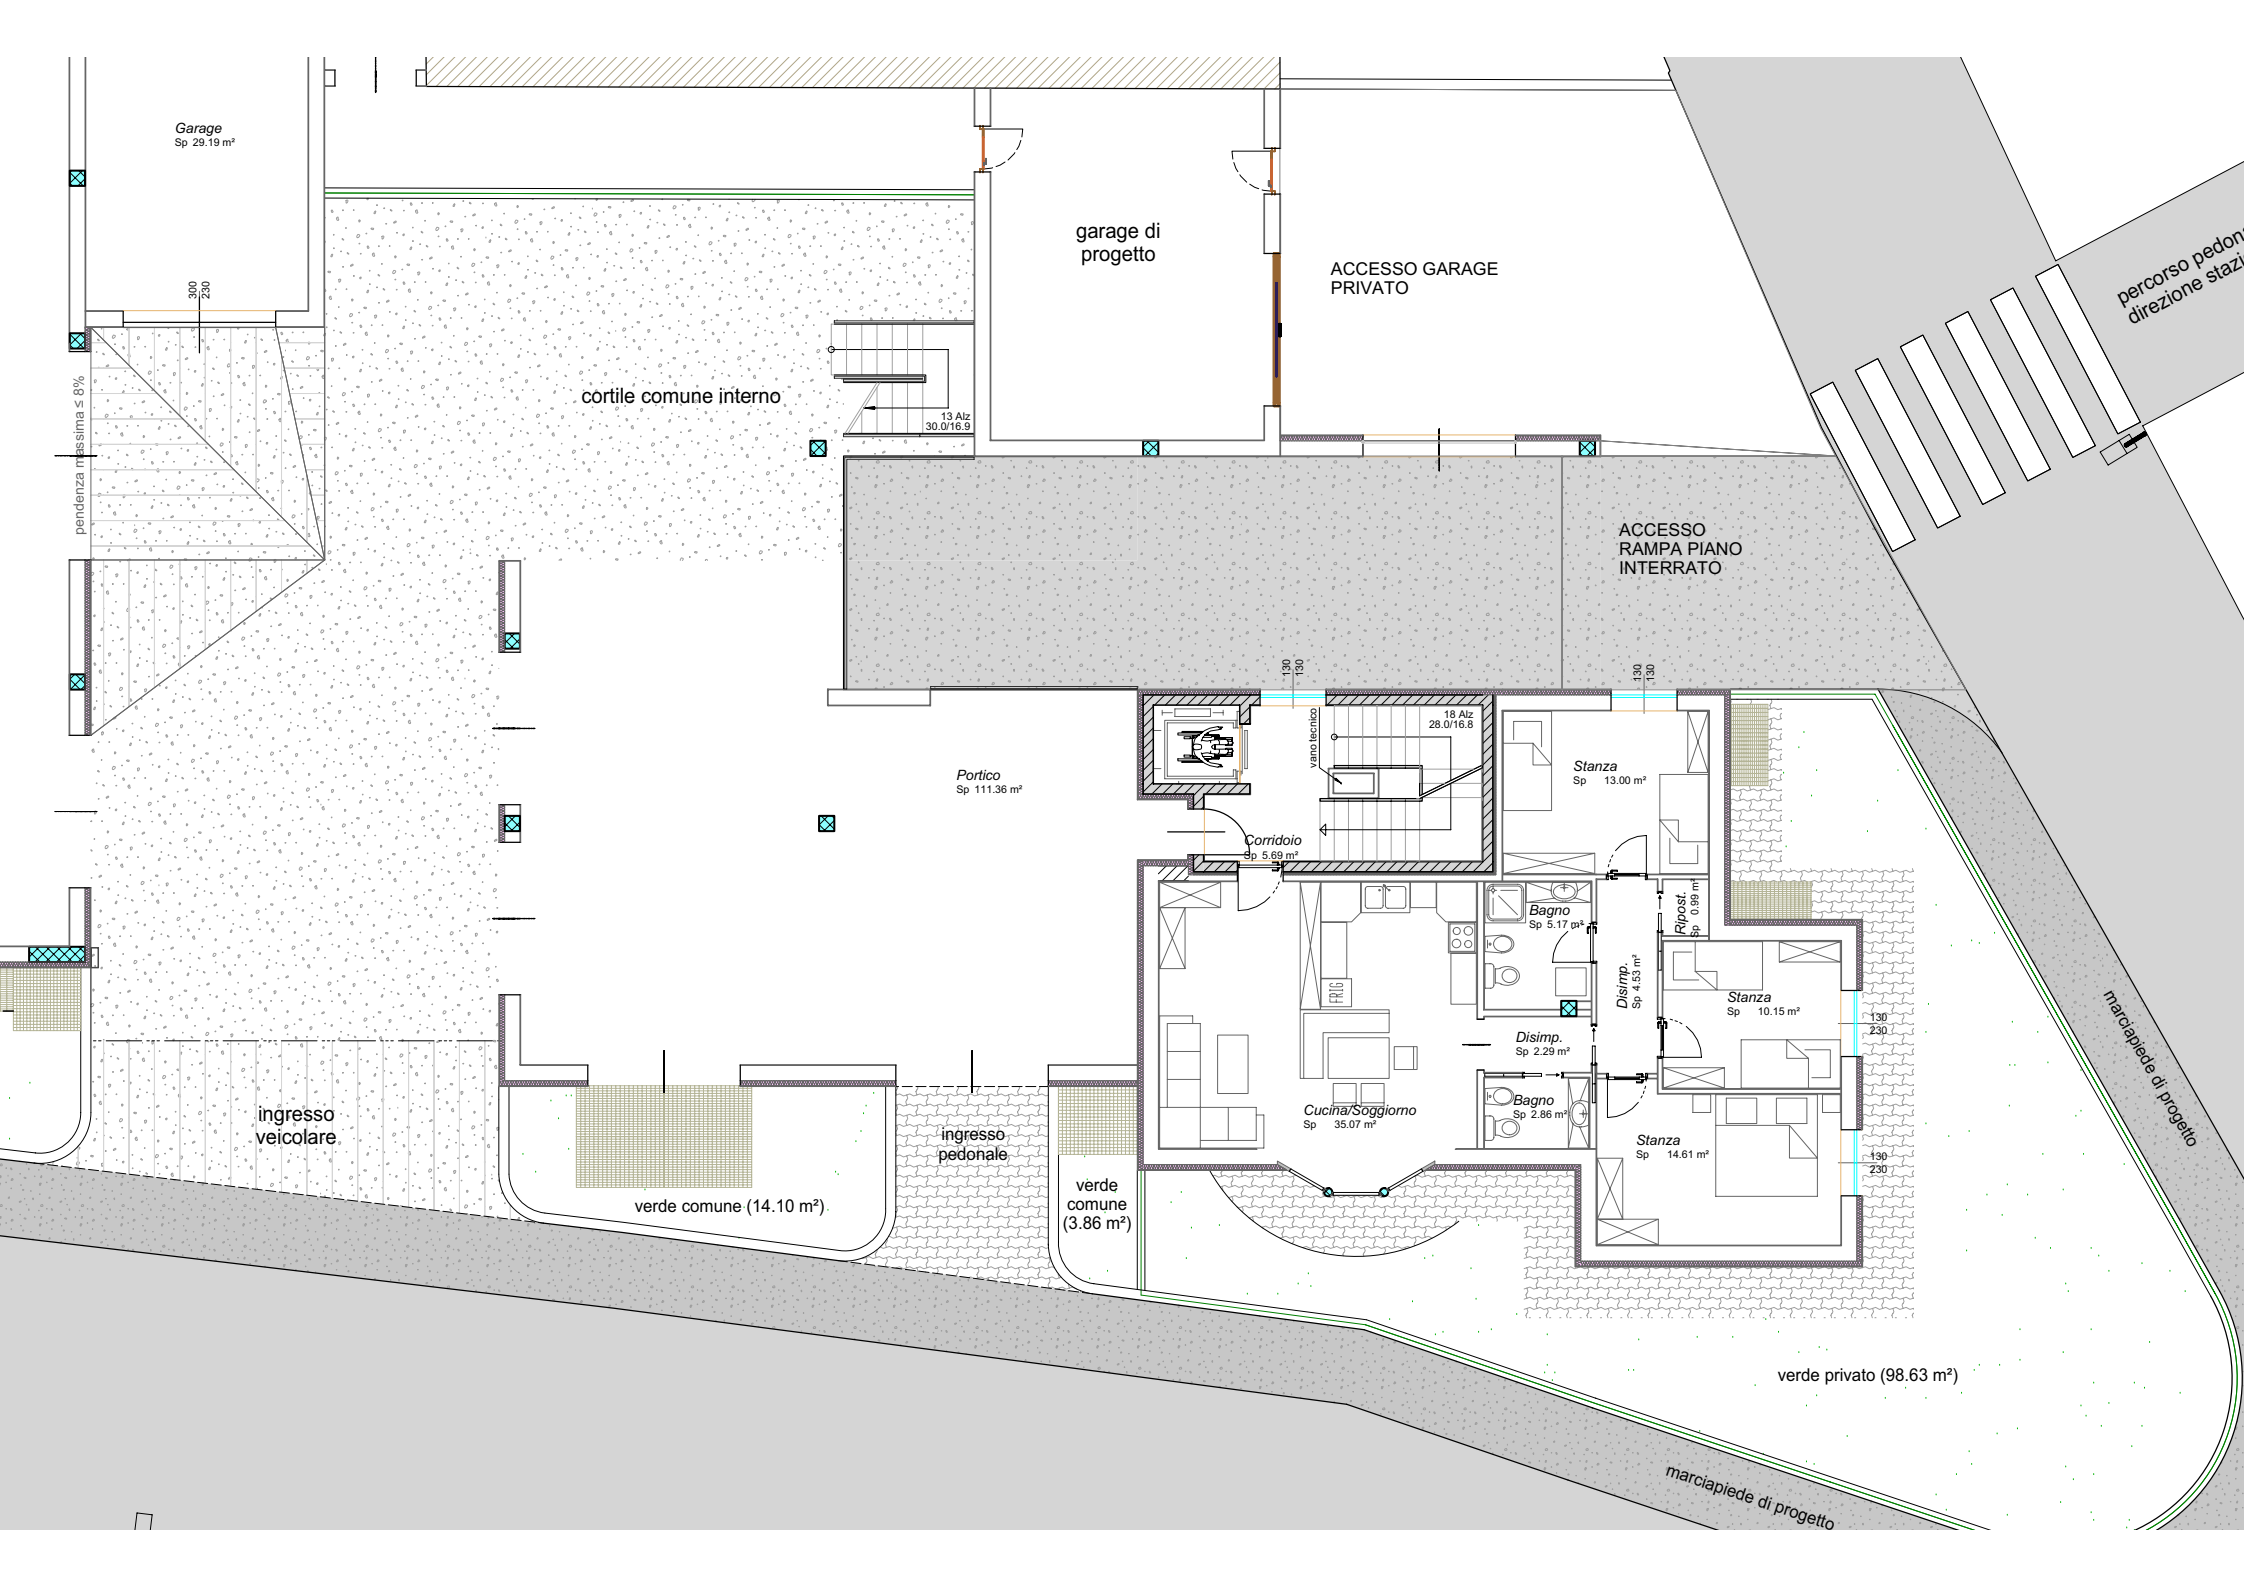 Garage
Sp 29.19 m²
300
230
pendenza massima ≤ 8%
cortile comune interno
13 Alz
30.0/16.9
garage di
progetto
ACCESSO GARAGE
PRIVATO
direzione
ACCESSO
RAMPA PIANO
INTERRATO
percorso
130
130
130
130
vano tecnico
18 Alz
28.0/16.8
Portico
Sp 111.36 m²
Corridoio
Sp 5.69 m²
Stanza
Sp 13.00 m²
Bagno
Sp 5.17 m²
Ripost.
Sp 0.99 m²
Disimp.
Sp 4.53 m²
FRIG
Stanza
Sp 10.15 m²
130
230
Disimp.
Sp 2.29 m²
Bagno
Sp 2.86 m²
Cucina/Soggiorno
Sp 35.07 m²
Stanza
Sp 14.61 m²
130
230
marciapiede di progetto
ingresso
veicolare
ingresso
pedonale
verde comune (14.10 m²)
verde
comune
(3.86 m²)
verde privato (98.63 m²)
marciapiede di progetto